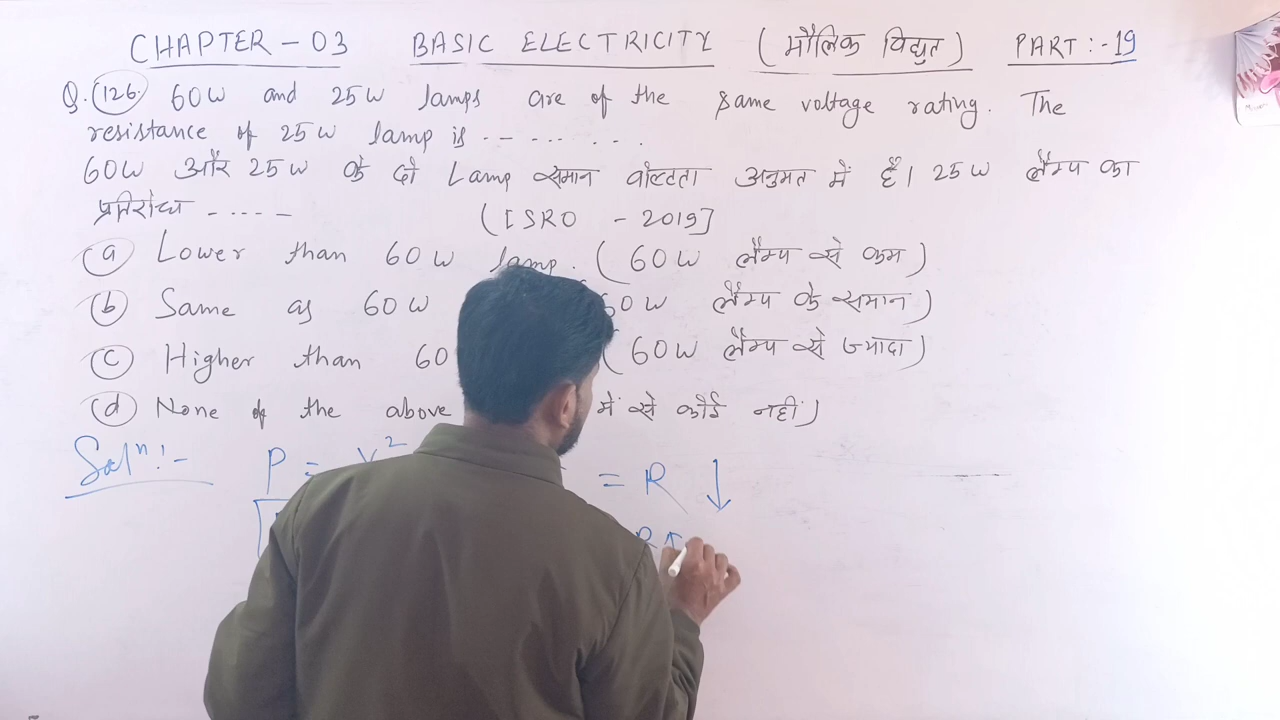 CHAPTER - 03 BASIC ELECTRICITY (मौलिक विद्युत) PART :- 19
Q. 126. 60W and 25W lamps are of the same voltage rating. The
resistance of 25W lamp is -- -- ......
60W और 25W के दो Lamp समान वोल्टता अनुमत में हैं। 25W लैम्प का
प्रतिरोध -----
(ISRO - 2019]
(a) Lower than 60W lamp. (60W लैम्प से कम)
(b) Same as 60W 60W लैम्प के समान)
(c) Higher than 60 (60W लैम्प से ज्यादा)
(d) None of the above में से कोई नहीं)
Solⁿ:- P = V² = R ↓
R ↑